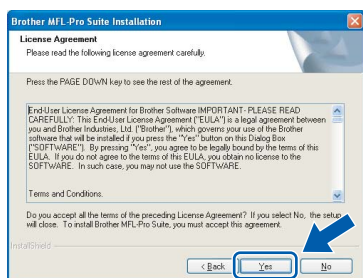 Brother MFL-Pro Suite Installation
License Agreement
Please read the following license agreement carefully.
Press the PAGE DOWN key to see the rest of the agreement.
End-User License Agreement for Brother Software IMPORTANT- PLEASE READ
CAREFULLY: This End-User License Agreement ("EULA") is a legal agreement between
you and Brother Industries, Ltd. ("Brother"), which governs your use of the Brother
software that will be installed if you press the "Yes" button on this Dialog Box
("SOFTWARE"). By pressing "Yes", you agree to be legally bound by the terms of this
EULA. If you do not agree to the terms of this EULA, you obtain no license to the
SOFTWARE. In such case, you may not use the SOFTWARE.
Terms and Conditions.
Do you accept all the terms of the preceding License Agreement? If you select No, the setup
will close. To install Brother MFL-Pro Suite, you must accept this agreement.
InstallShield
< Back
Yes
No